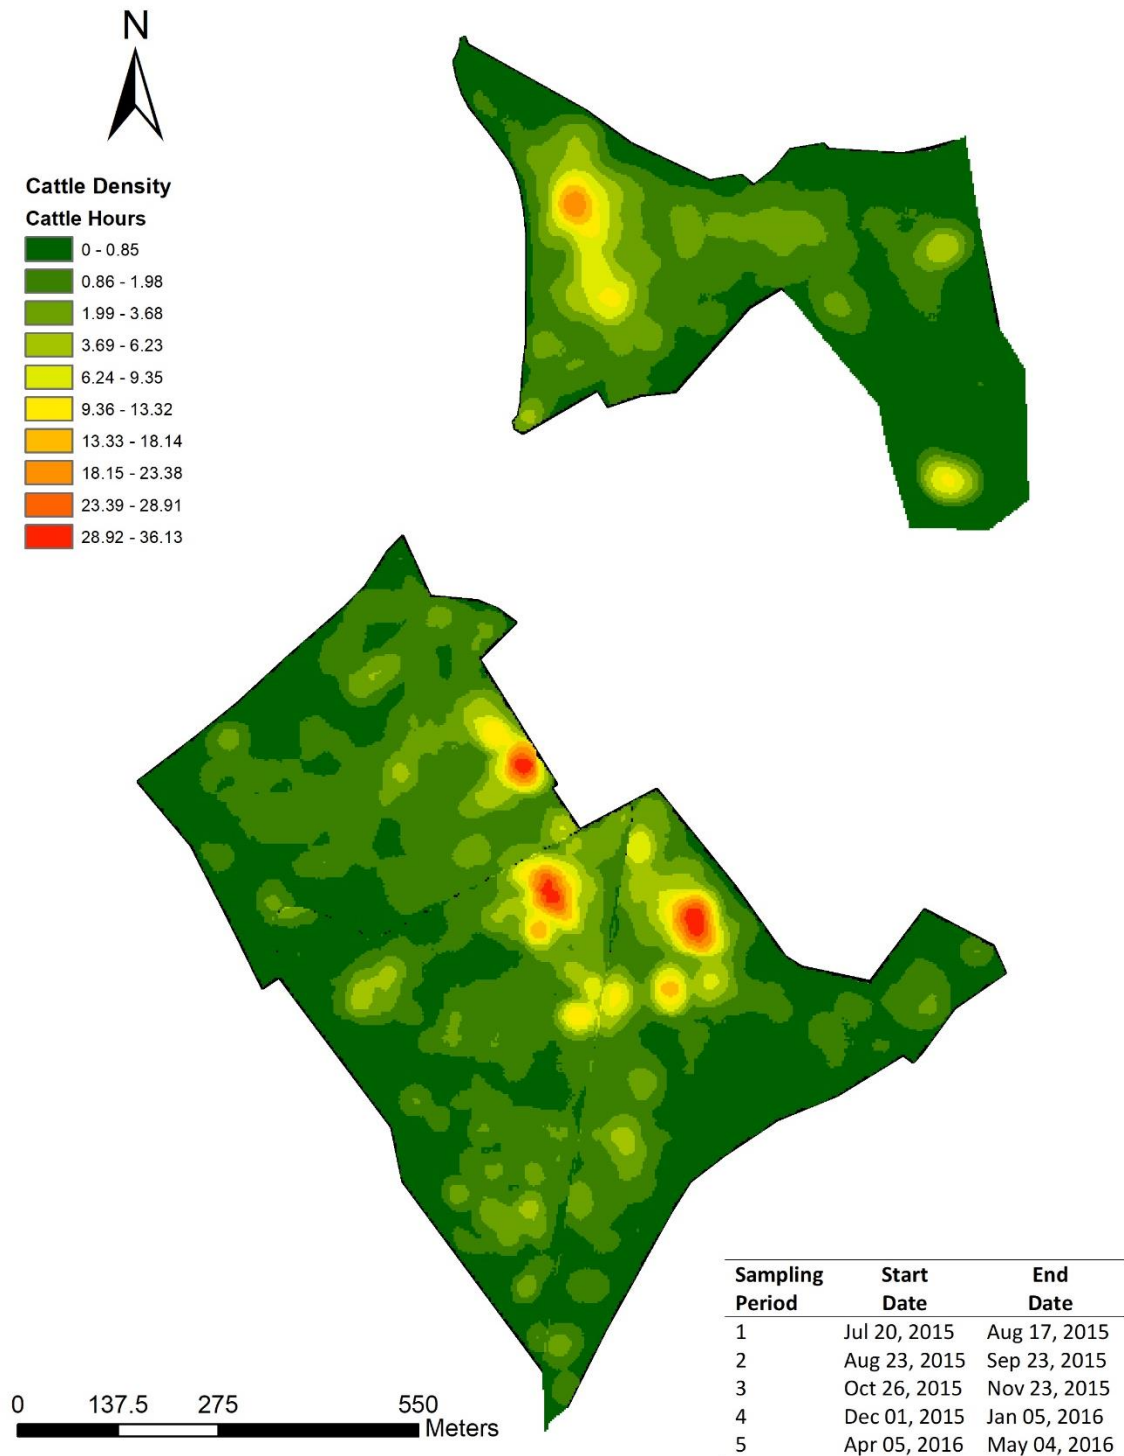 N
Cattle Density
Cattle Hours
0 - 0.85
0.86 - 1.98
1.99 - 3.68
3.69 - 6.23
6.24 - 9.35
9.36 - 13.32
13.33 - 18.14
18.15 - 23.38
23.39 - 28.91
28.92 - 36.13
Sampling Start End
Period Date Date
1 Jul 20, 2015 Aug 17, 2015
2 Aug 23, 2015 Sep 23, 2015
3 Oct 26, 2015 Nov 23, 2015
4 Dec 01, 2015 Jan 05, 2016
5 Apr 05, 2016 May 04, 2016
0 137.5 275 550
Meters